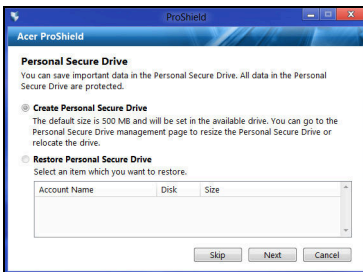 ProShield
Acer ProShield
Personal Secure Drive
You can save important data in the Personal Secure Drive. All data in the Personal
Secure Drive are protected.
Create Personal Secure Drive
The default size is 500 MB and will be set in the available drive. You can go to the
Personal Secure Drive management page to resize the Personal Secure Drive or
relocate the drive.
Restore Personal Secure Drive
Select an item which you want to restore.
Account Name Disk Size
Skip Next Cancel